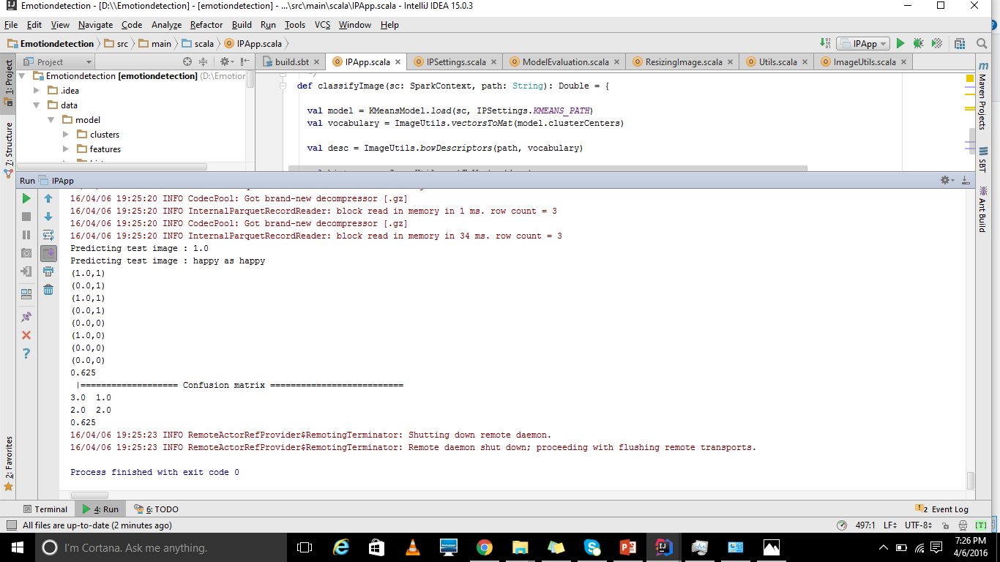 Emotiondetection - [D:\\Emotiondetection] - [emotiondetection] - ...\src\main\scala\IPApp.scala - IntelliJ IDEA 15.0.3
File Edit View Navigate Code Analyze Refactor Build Run Tools VCS Window Help
Emotiondetection src main scala IPApp.scala IPApp
Project build.sbt IPApp.scala IPSettings.scala ModelEvaluation.scala ResizingImage.scala Utils.scala ImageUtils.scala
1: Project
7: Structure
2: Favorites
Emotiondetection [emotiondetection] (D:\Emotion
.idea
data
model
clusters
features
*/
def classifyImage(sc: SparkContext, path: String): Double = {
val model = KMeansModel.load(sc, IPSettings.KMEANS_PATH)
val vocabulary = ImageUtils.vectorsToMat(model.clusterCenters)
val desc = ImageUtils.bowDescriptors(path, vocabulary)
Maven Projects
SBT
Ant Build
Run IPApp
16/04/06 19:25:20 INFO CodecPool: Got brand-new decompressor [.gz]
16/04/06 19:25:20 INFO InternalParquetRecordReader: block read in memory in 1 ms. row count = 3
16/04/06 19:25:20 INFO CodecPool: Got brand-new decompressor [.gz]
16/04/06 19:25:20 INFO InternalParquetRecordReader: block read in memory in 34 ms. row count = 3
Predicting test image : 1.0
Predicting test image : happy as happy
(1.0,1)
(0.0,1)
(1.0,1)
(0.0,1)
(0.0,0)
(1.0,0)
(0.0,0)
(0.0,0)
0.625
|=================== Confusion matrix ==========================
3.0 1.0
2.0 2.0
0.625
16/04/06 19:25:23 INFO RemoteActorRefProvider$RemotingTerminator: Shutting down remote daemon.
16/04/06 19:25:23 INFO RemoteActorRefProvider$RemotingTerminator: Remote daemon shut down; proceeding with flushing remote transports.
Process finished with exit code 0
Terminal 4: Run 6: TODO 2 Event Log
All files are up-to-date (2 minutes ago) 497:1 LF UTF-8 [T]
I'm Cortana. Ask me anything. 7:26 PM
4/6/2016